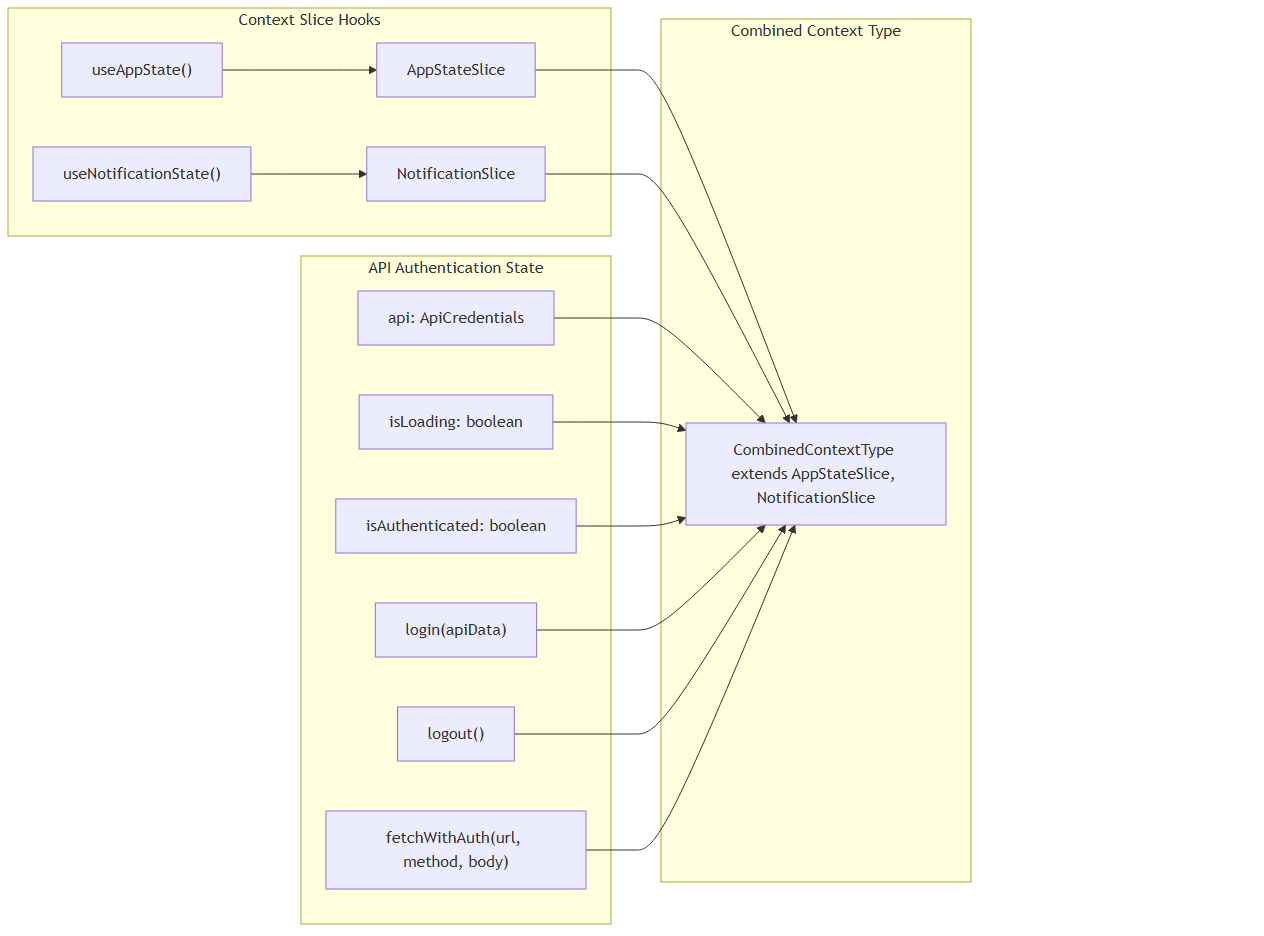 Context Slice Hooks
useAppState()
AppStateSlice
useNotificationState()
NotificationSlice
API Authentication State
api: ApiCredentials
isLoading: boolean
isAuthenticated: boolean
login(apiData)
logout()
fetchWithAuth(url,
method, body)
Combined Context Type
CombinedContextType
extends AppStateSlice,
NotificationSlice